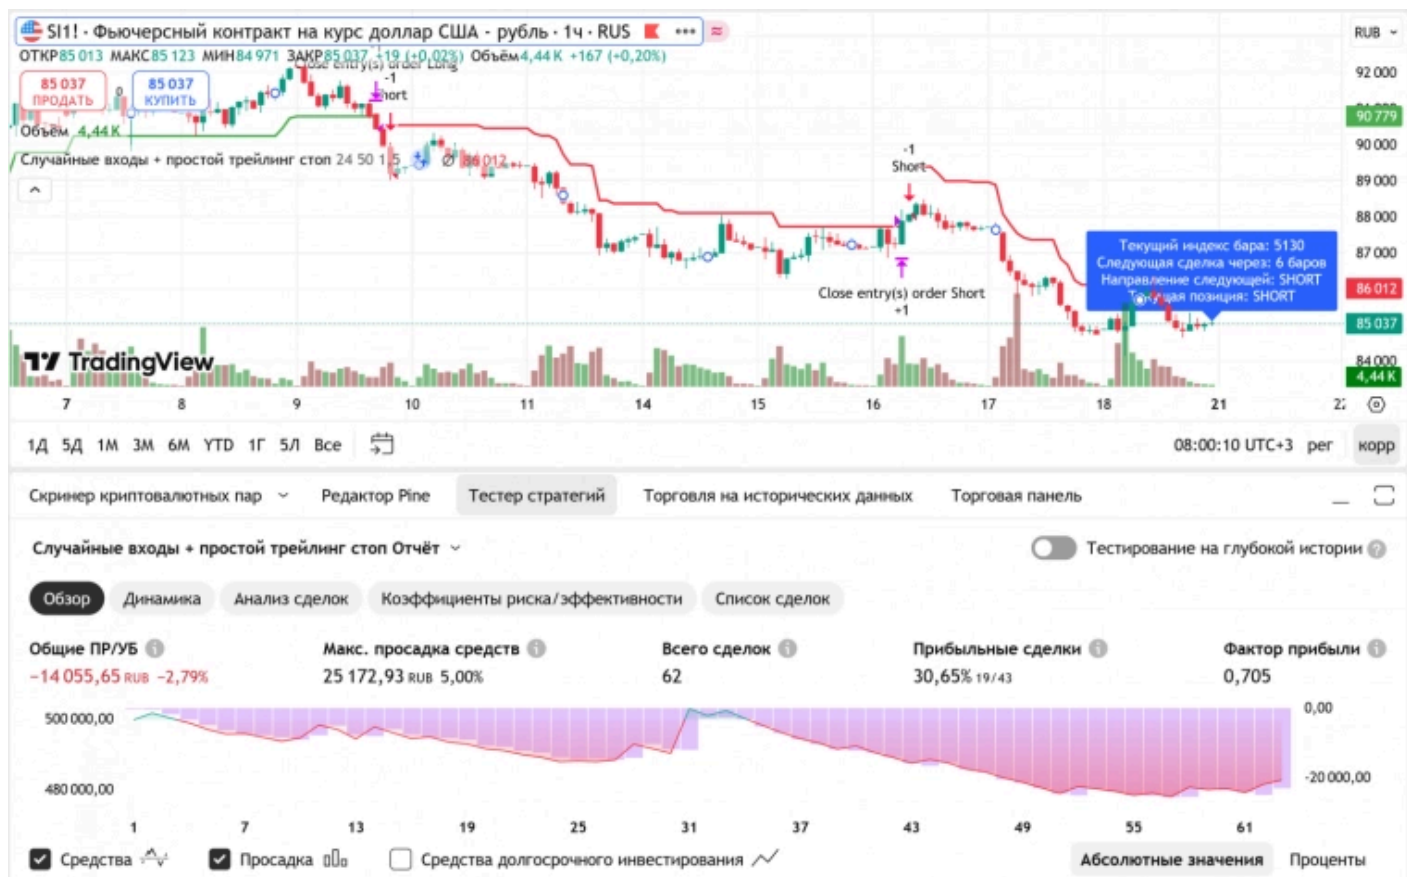 SI1! · Фьючерсный контракт на курс доллар США - рубль · 1ч · RUS
RUB
ОТКР85 013 МАКС85 123 МИН84 971 ЗАКР85 037 +19 (+0,02%) Объём4,44 K +167 (+0,20%)
Close entry(s) order Long
-1
Short
85 037
ПРОДАТЬ
0
85 037
КУПИТЬ
Объём 4,44 K
Случайные входы + простой трейлинг стоп 24 50 1,5 Ø 86 012
-1
Short
Close entry(s) order Short
+1
Текущий индекс бара: 5130
Следующая сделка через: 6 баров
Направление следующей: SHORT
Текущая позиция: SHORT
92 000
90 779
90 000
89 000
88 000
87 000
86 012
85 037
84 000
4,44 K
TradingView
7 8 9 10 11 14 15 16 17 18 21
1Д 5Д 1М 3М 6М YTD 1Г 5Л Все
08:00:10 UTC+3 рег корр
Скринер криптовалютных пар Редактор Pine Тестер стратегий Торговля на исторических данных Торговая панель
Случайные входы + простой трейлинг стоп Отчёт
Тестирование на глубокой истории
Обзор Динамика Анализ сделок Коэффициенты риска/эффективности Список сделок
Общие ПР/УБ Макс. просадка средств Всего сделок Прибыльные сделки Фактор прибыли
−14 055,65 RUB −2,79% 25 172,93 RUB 5,00% 62 30,65% 19/43 0,705
500 000,00
480 000,00
0,00
-20 000,00
1 7 13 19 25 31 37 43 49 55 61
Средства Просадка Средства долгосрочного инвестирования Абсолютные значения Проценты